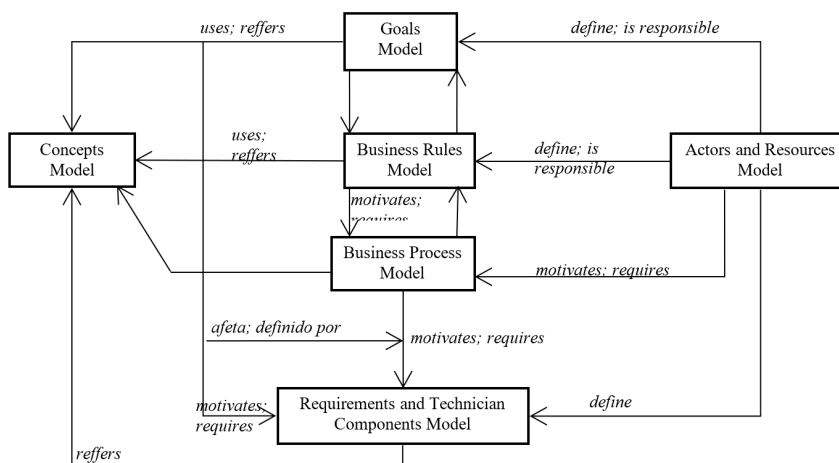 uses; reffers
Goals
Model
define; is responsible
Concepts
Model
uses;
reffers
Business Rules
Model
define; is
responsible
Actors and Resources
Model
motivates;
requires
Business Process
Model
motivates; requires
afeta; definido por
motivates; requires
motivates;
requires
Requirements and Technician
Components Model
define
reffers